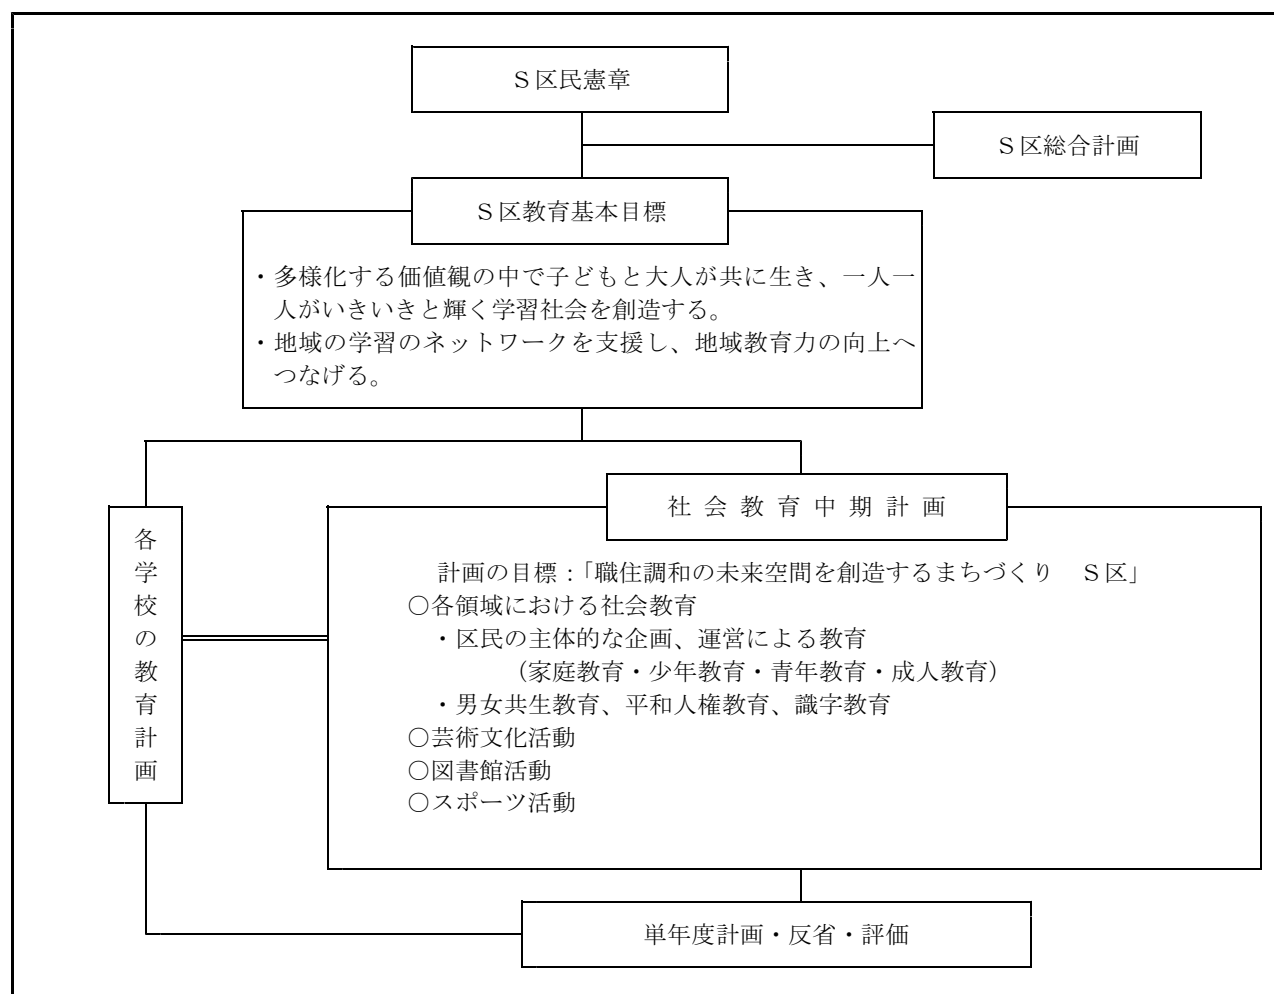 S区民憲章
S区総合計画
S区教育基本目標
・多様化する価値観の中で子どもと大人が共に生き、一人一
人がいきいきと輝く学習社会を創造する。
・地域の学習のネットワークを支援し、地域教育力の向上へ
つなげる。
社会教育中期計画
各学校の教育計画
計画の目標：「職住調和の未来空間を創造するまちづくり　S区」
○各領域における社会教育
・区民の主体的な企画、運営による教育
（家庭教育・少年教育・青年教育・成人教育）
・男女共生教育、平和人権教育、識字教育
○芸術文化活動
○図書館活動
○スポーツ活動
単年度計画・反省・評価